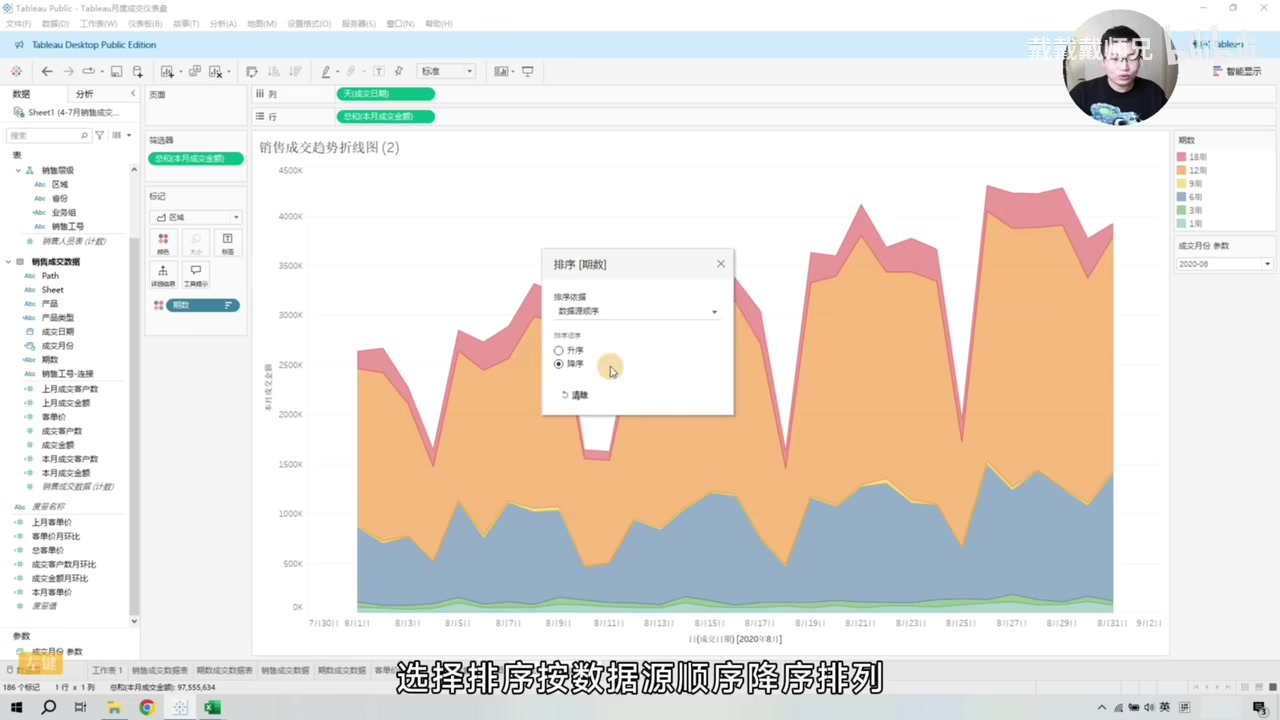 Tableau Public - Tableau月度成交仪表盘
文件(F) 数据(D) 工作表(W) 仪表板(B) 故事(T) 分析(A) 地图(M) 设置格式(O) 服务器(S) 窗口(N) 帮助(H)
Tableau Desktop Public Edition
戴戴戴师兄
标准
智能显示
数据 分析
Sheet1 (4-7月销售成交...
搜索
表
销售层级
区域
省份
业务组
销售工号
销售人员表 (计数)
销售成交数据
Path
Sheet
产品
产品类型
成交日期
成交月份
期数
销售工号-连接
上月成交客户数
上月成交金额
客单价
成交客户数
成交金额
本月成交客户数
本月成交金额
销售成交数据 (计数)
度量名称
上月客单价
客单价月环比
总客单价
成交客户数月环比
成交金额月环比
本月客单价
度量值
参数
成交月份 参数
左键
页面
筛选器
总和(本月成交金额)
标记
区域
颜色 大小 标签
详细信息 工具提示
期数
列 天(成交日期)
行 总和(本月成交金额)
销售成交趋势折线图 (2)
4500K
4000K
3500K
3000K
2500K
2000K
1500K
1000K
500K
0K
本月成交金额
7月30日 8月1日 8月3日 8月5日 8月7日 8月9日 8月11日 8月13日 8月15日 8月17日 8月19日 8月21日 8月23日 8月25日 8月27日 8月29日 8月31日 9月2日
日(成交日期) [2020年8月]
排序 [期数]
排序依据
数据源顺序
排序顺序
升序
降序
清除
期数
18期
12期
9期
6期
3期
1期
成交月份 参数
2020-08
工作表 1 销售成交数据表 期数成交数据表 销售成交数据 期数成交数据
186 个标记 1 行 x 1 列 总和(本月成交金额): 97,555,634
选择排序按数据源顺序降序排列
英